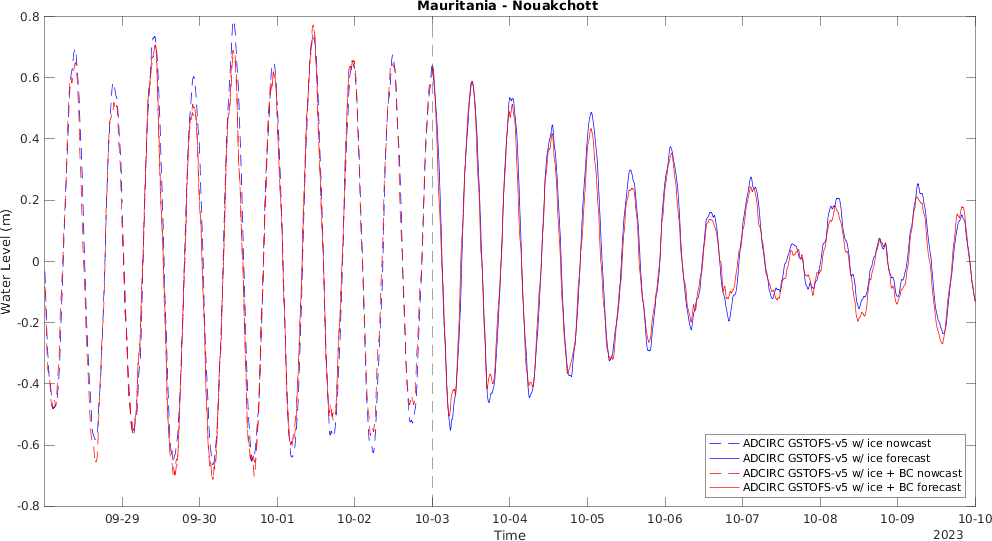 Mauritania - Nouakchott
0.8
0.6
0.4
0.2
0
-0.2
-0.4
-0.6
-0.8
Water Level (m)
ADCIRC GSTOFS-v5 w/ ice nowcast
ADCIRC GSTOFS-v5 w/ ice forecast
ADCIRC GSTOFS-v5 w/ ice + BC nowcast
ADCIRC GSTOFS-v5 w/ ice + BC forecast
09-29 09-30 10-01 10-02 10-03 10-04 10-05 10-06 10-07 10-08 10-09 10-10
Time
2023